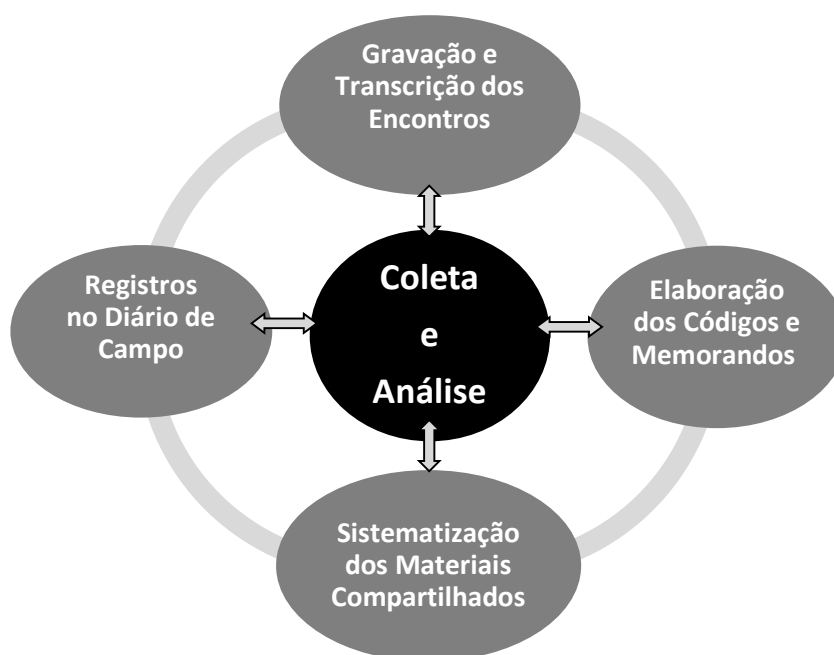 Gravação e
Transcrição dos
Encontros
Registros
no Diário de
Campo
Coleta
e
Análise
Elaboração
dos Códigos e
Memorandos
Sistematização
dos Materiais
Compartilhados